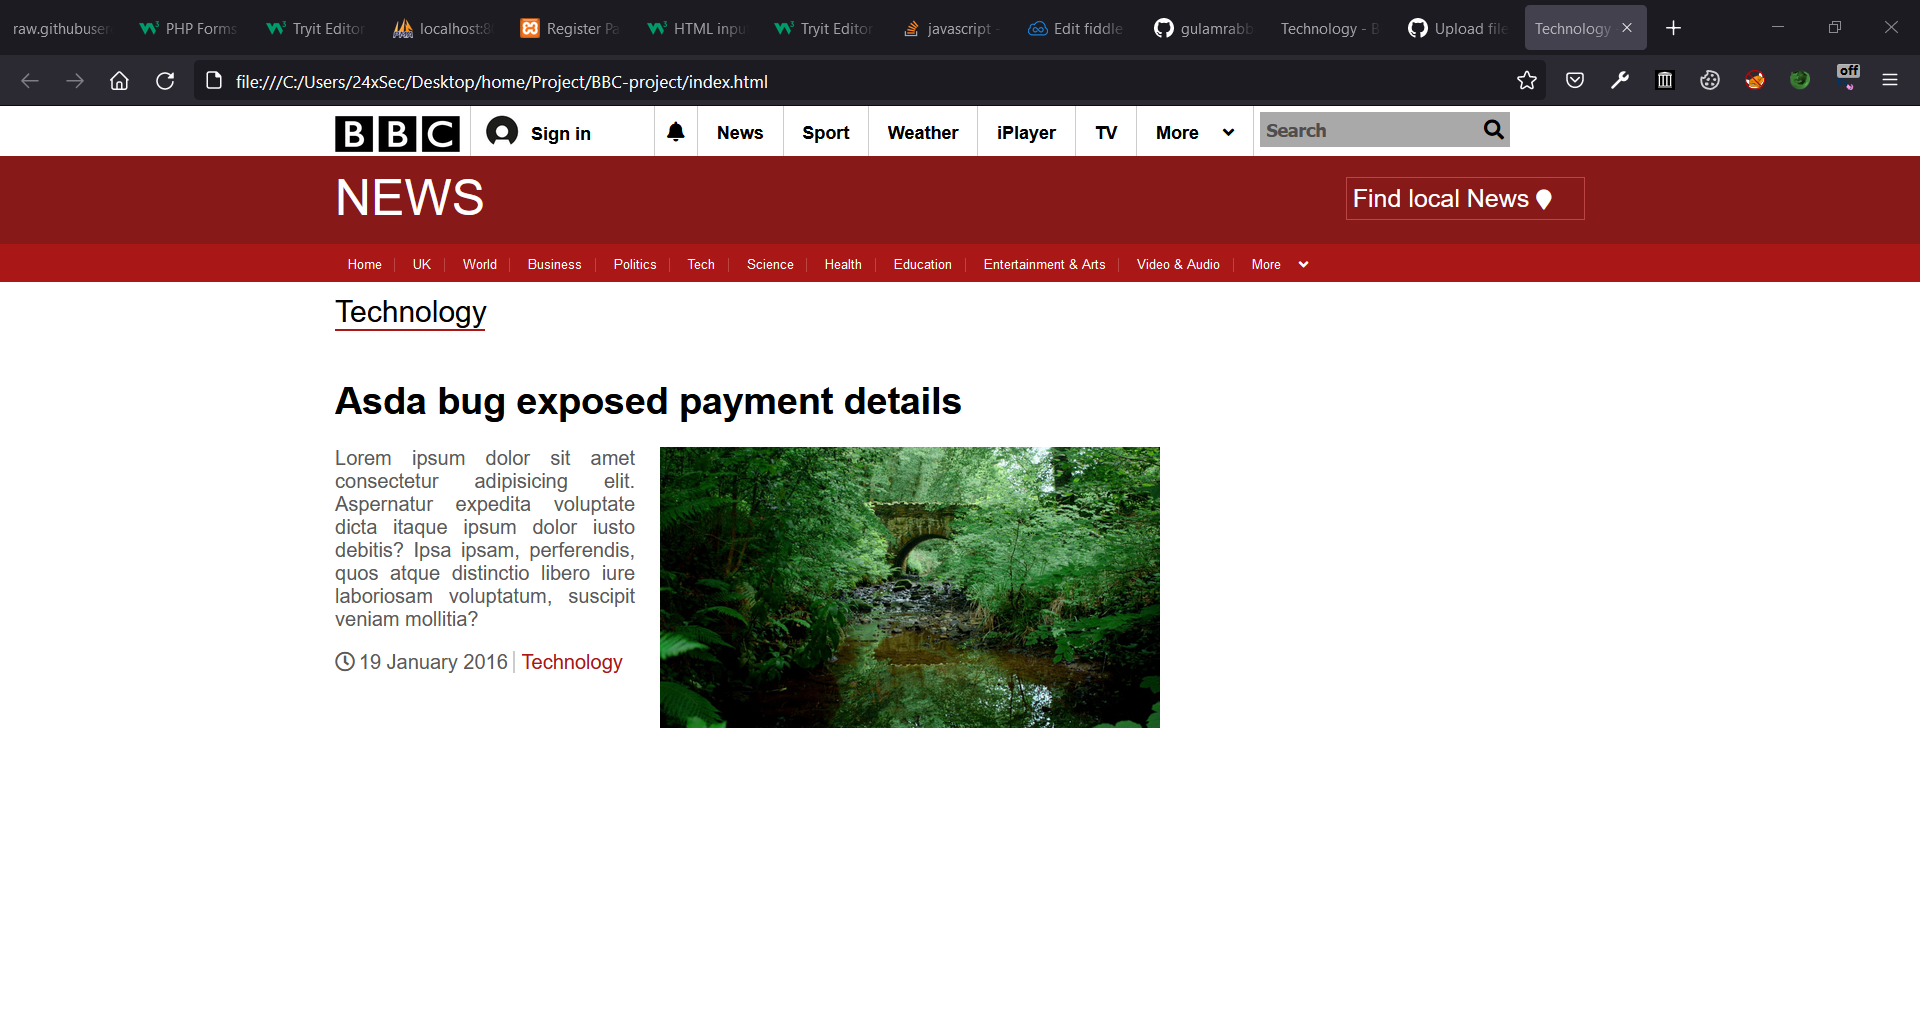 raw.githubuser
PHP Forms
Tryit Editor
localhost:8
Register Pa
HTML inpu
Tryit Editor
javascript -
Edit fiddle
gulamrabb
Technology - B
Upload file
Technology
file:///C:/Users/24xSec/Desktop/home/Project/BBC-project/index.html
off
BBC
Sign in
News
Sport
Weather
iPlayer
TV
More
Search
NEWS
Find local News
Home
UK
World
Business
Politics
Tech
Science
Health
Education
Entertainment & Arts
Video & Audio
More
Technology
Asda bug exposed payment details
Lorem ipsum dolor sit amet
consectetur adipisicing elit.
Aspernatur expedita voluptate
dicta itaque ipsum dolor iusto
debitis? Ipsa ipsam, perferendis,
quos atque distinctio libero iure
laboriosam voluptatum, suscipit
veniam mollitia?
19 January 2016 | Technology